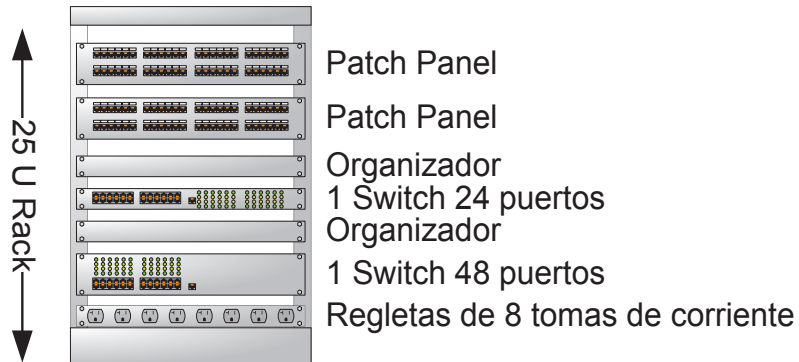 25 U Rack
Patch Panel
Patch Panel
Organizador
1 Switch 24 puertos
Organizador
1 Switch 48 puertos
Regletas de 8 tomas de corriente